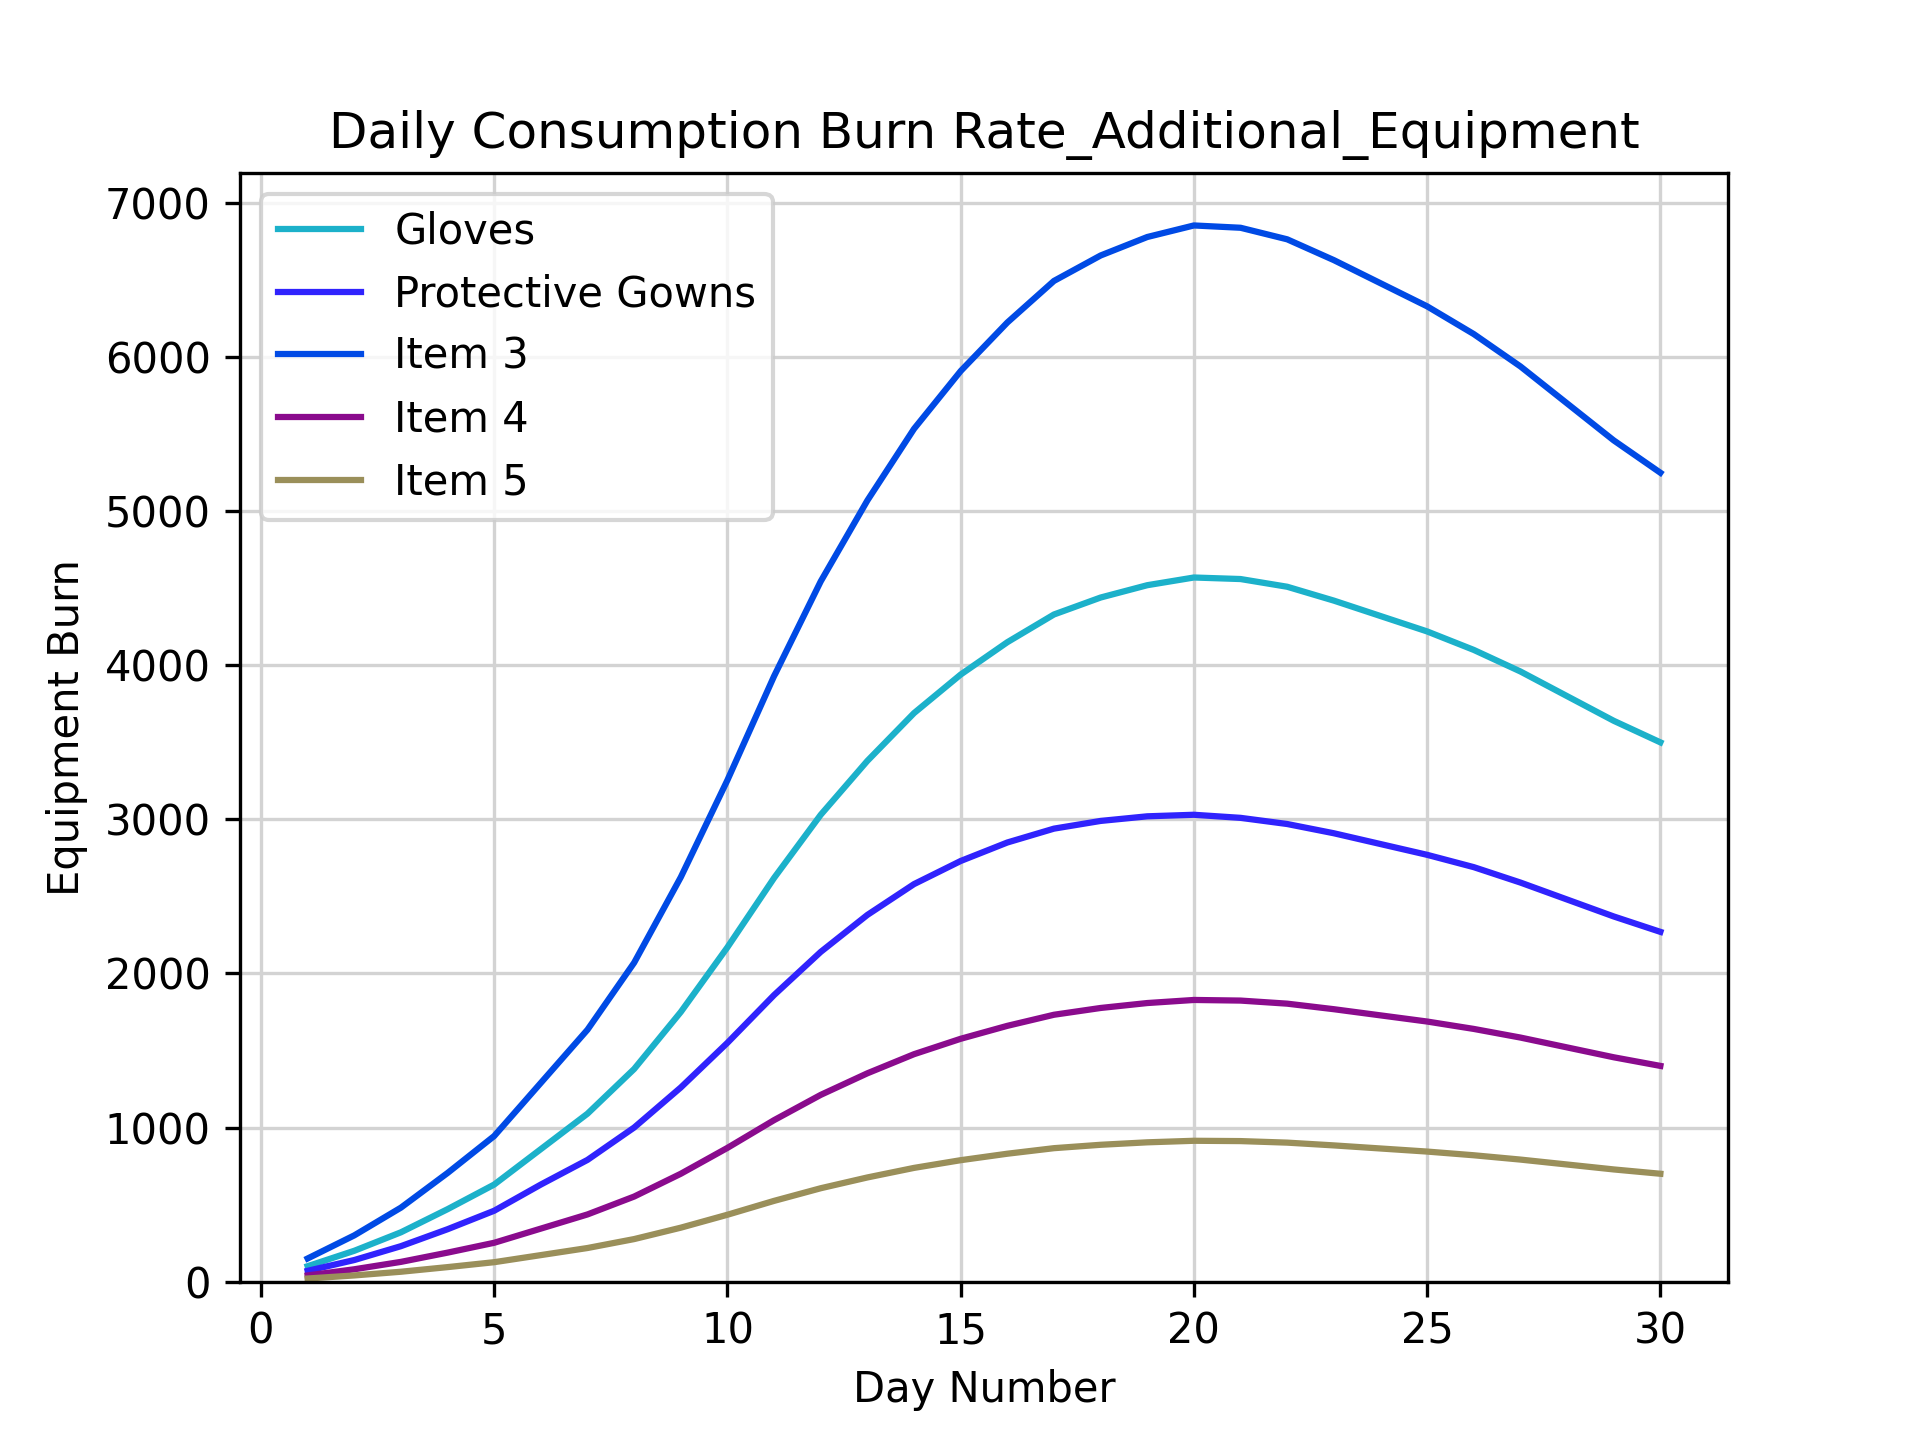 Daily Consumption Burn Rate_Additional_Equipment
Gloves
Protective Gowns
Item 3
Item 4
Item 5
7000
6000
5000
4000
3000
2000
1000
0
Equipment Burn
0 5 10 15 20 25 30
Day Number